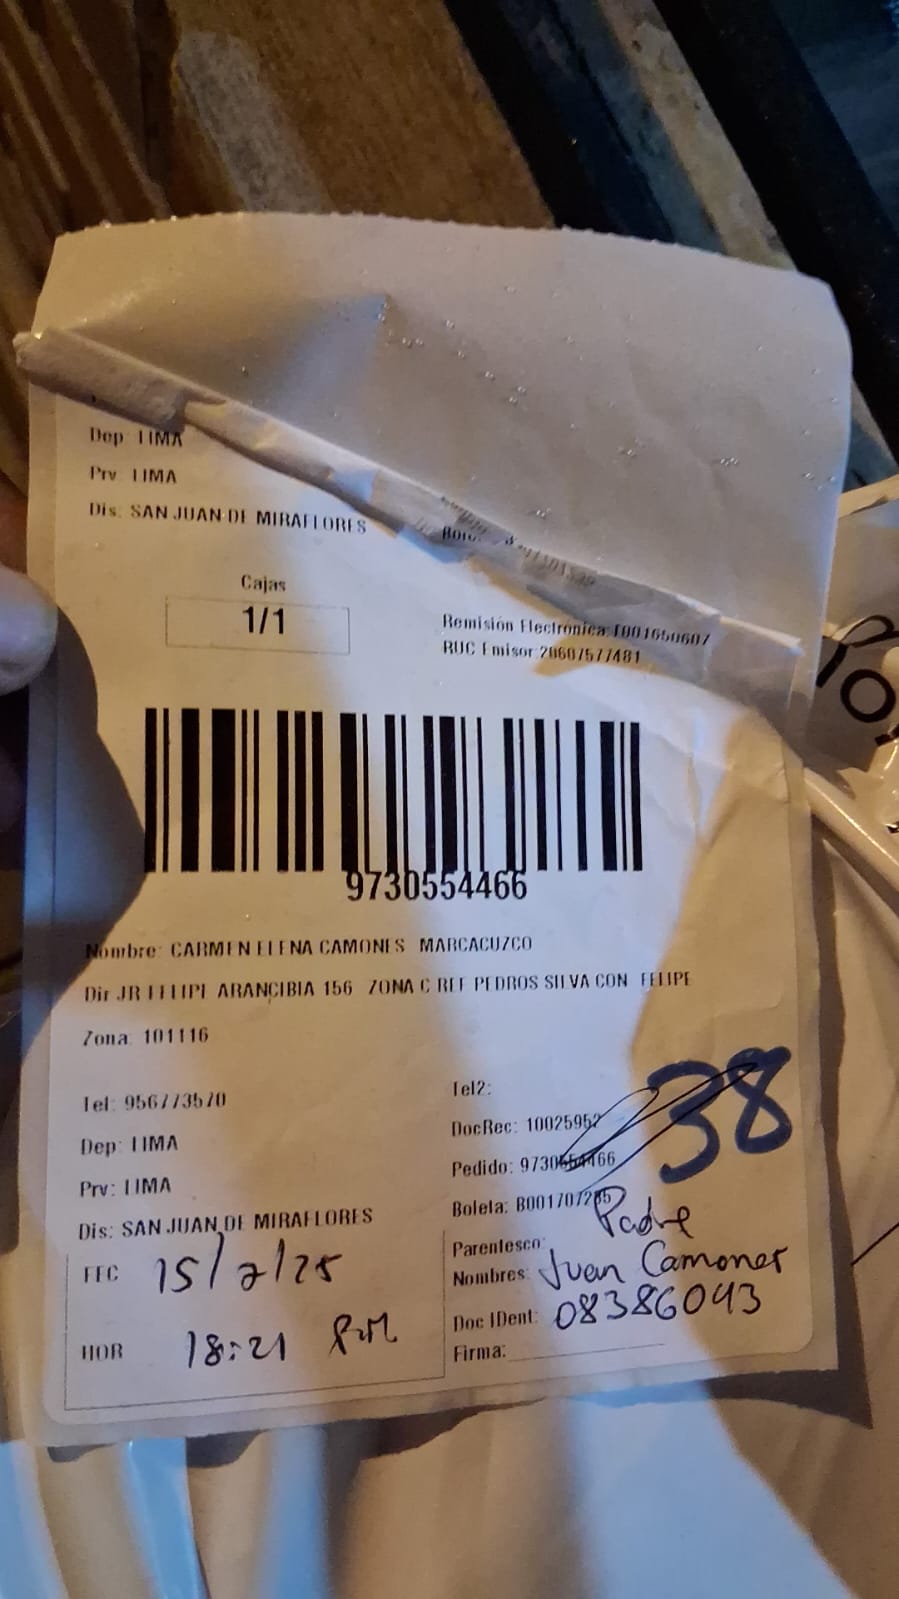 Dep: LIMA
Prv: LIMA
Dis: SAN JUAN DE MIRAFLORES
Cajas
1/1
Remisión Electrónica:T001650607
RUC Emisor:20607577481
9730554466
Nombre: CARMEN ELENA CAMONES MARCACUZCO
Dir JR FELIPE ARANCIBIA 156 ZONA C REF PEDROS SILVA CON FELIPE
Zona: 101116
Tel: 956773570
Tel2:
Dep: LIMA
DocRec: 10025952
38
Prv: LIMA
Pedido: 9730554466
Dis: SAN JUAN DE MIRAFLORES
Boleta: B001707285
FEC 15/2/25
Parentesco: Padre
Nombres: Juan Camones
HOR 18:21 P.M
Doc IDent: 08386043
Firma: